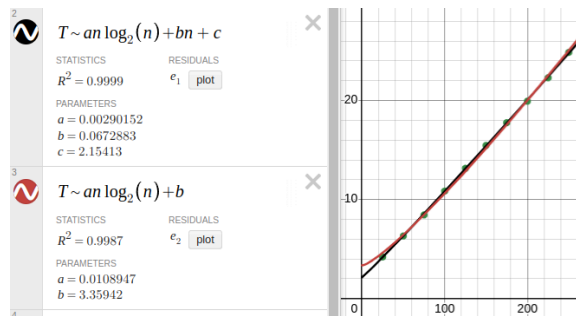 2
T ~ an log₂(n) + bn + c
STATISTICS RESIDUALS
R² = 0.9999 e₁ plot
PARAMETERS
a = 0.00290152
b = 0.0672883
c = 2.15413
3
T ~ an log₂(n) + b
STATISTICS RESIDUALS
R² = 0.9987 e₂ plot
PARAMETERS
a = 0.0108947
b = 3.35942
4
20
10
0 100 200